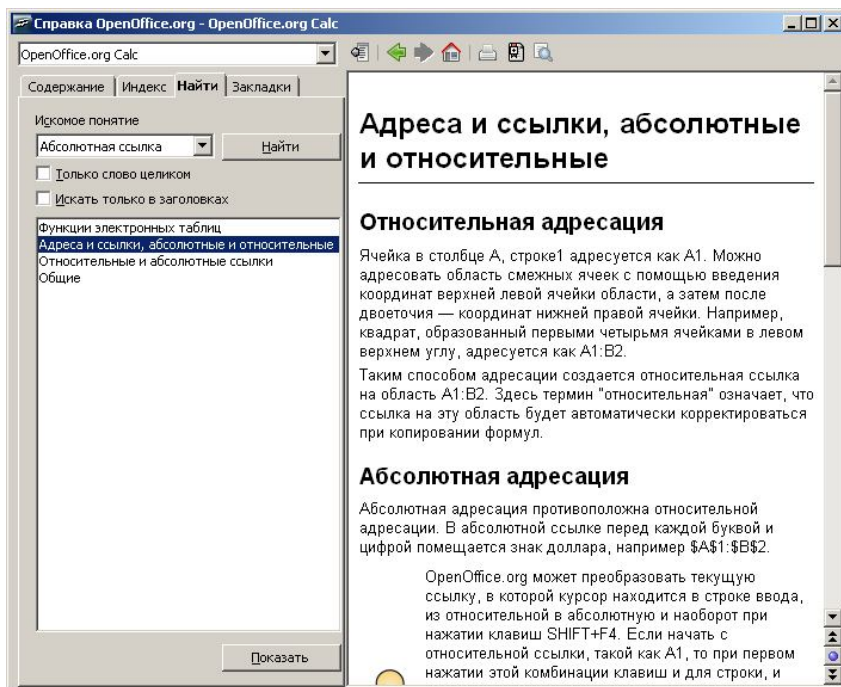 Справка OpenOffice.org - OpenOffice.org Calc
OpenOffice.org Calc
Содержание
Индекс
Найти
Закладки
Искомое понятие
Абсолютная ссылка
Найти
Только слово целиком
Искать только в заголовках
Функции электронных таблиц
Адреса и ссылки, абсолютные и относительные
Относительные и абсолютные ссылки
Общие
Показать
Адреса и ссылки, абсолютные
и относительные
Относительная адресация
Ячейка в столбце A, строке1 адресуется как A1. Можно
адресовать область смежных ячеек с помощью введения
координат верхней левой ячейки области, а затем после
двоеточия — координат нижней правой ячейки. Например,
квадрат, образованный первыми четырьмя ячейками в левом
верхнем углу, адресуется как A1:B2.
Таким способом адресации создается относительная ссылка
на область A1:B2. Здесь термин "относительная" означает, что
ссылка на эту область будет автоматически корректироваться
при копировании формул.
Абсолютная адресация
Абсолютная адресация противоположна относительной
адресации. В абсолютной ссылке перед каждой буквой и
цифрой помещается знак доллара, например $A$1:$B$2.
OpenOffice.org может преобразовать текущую
ссылку, в которой курсор находится в строке ввода,
из относительной в абсолютную и наоборот при
нажатии клавиш SHIFT+F4. Если начать с
относительной ссылки, такой как A1, то при первом
нажатии этой комбинации клавиш и для строки, и